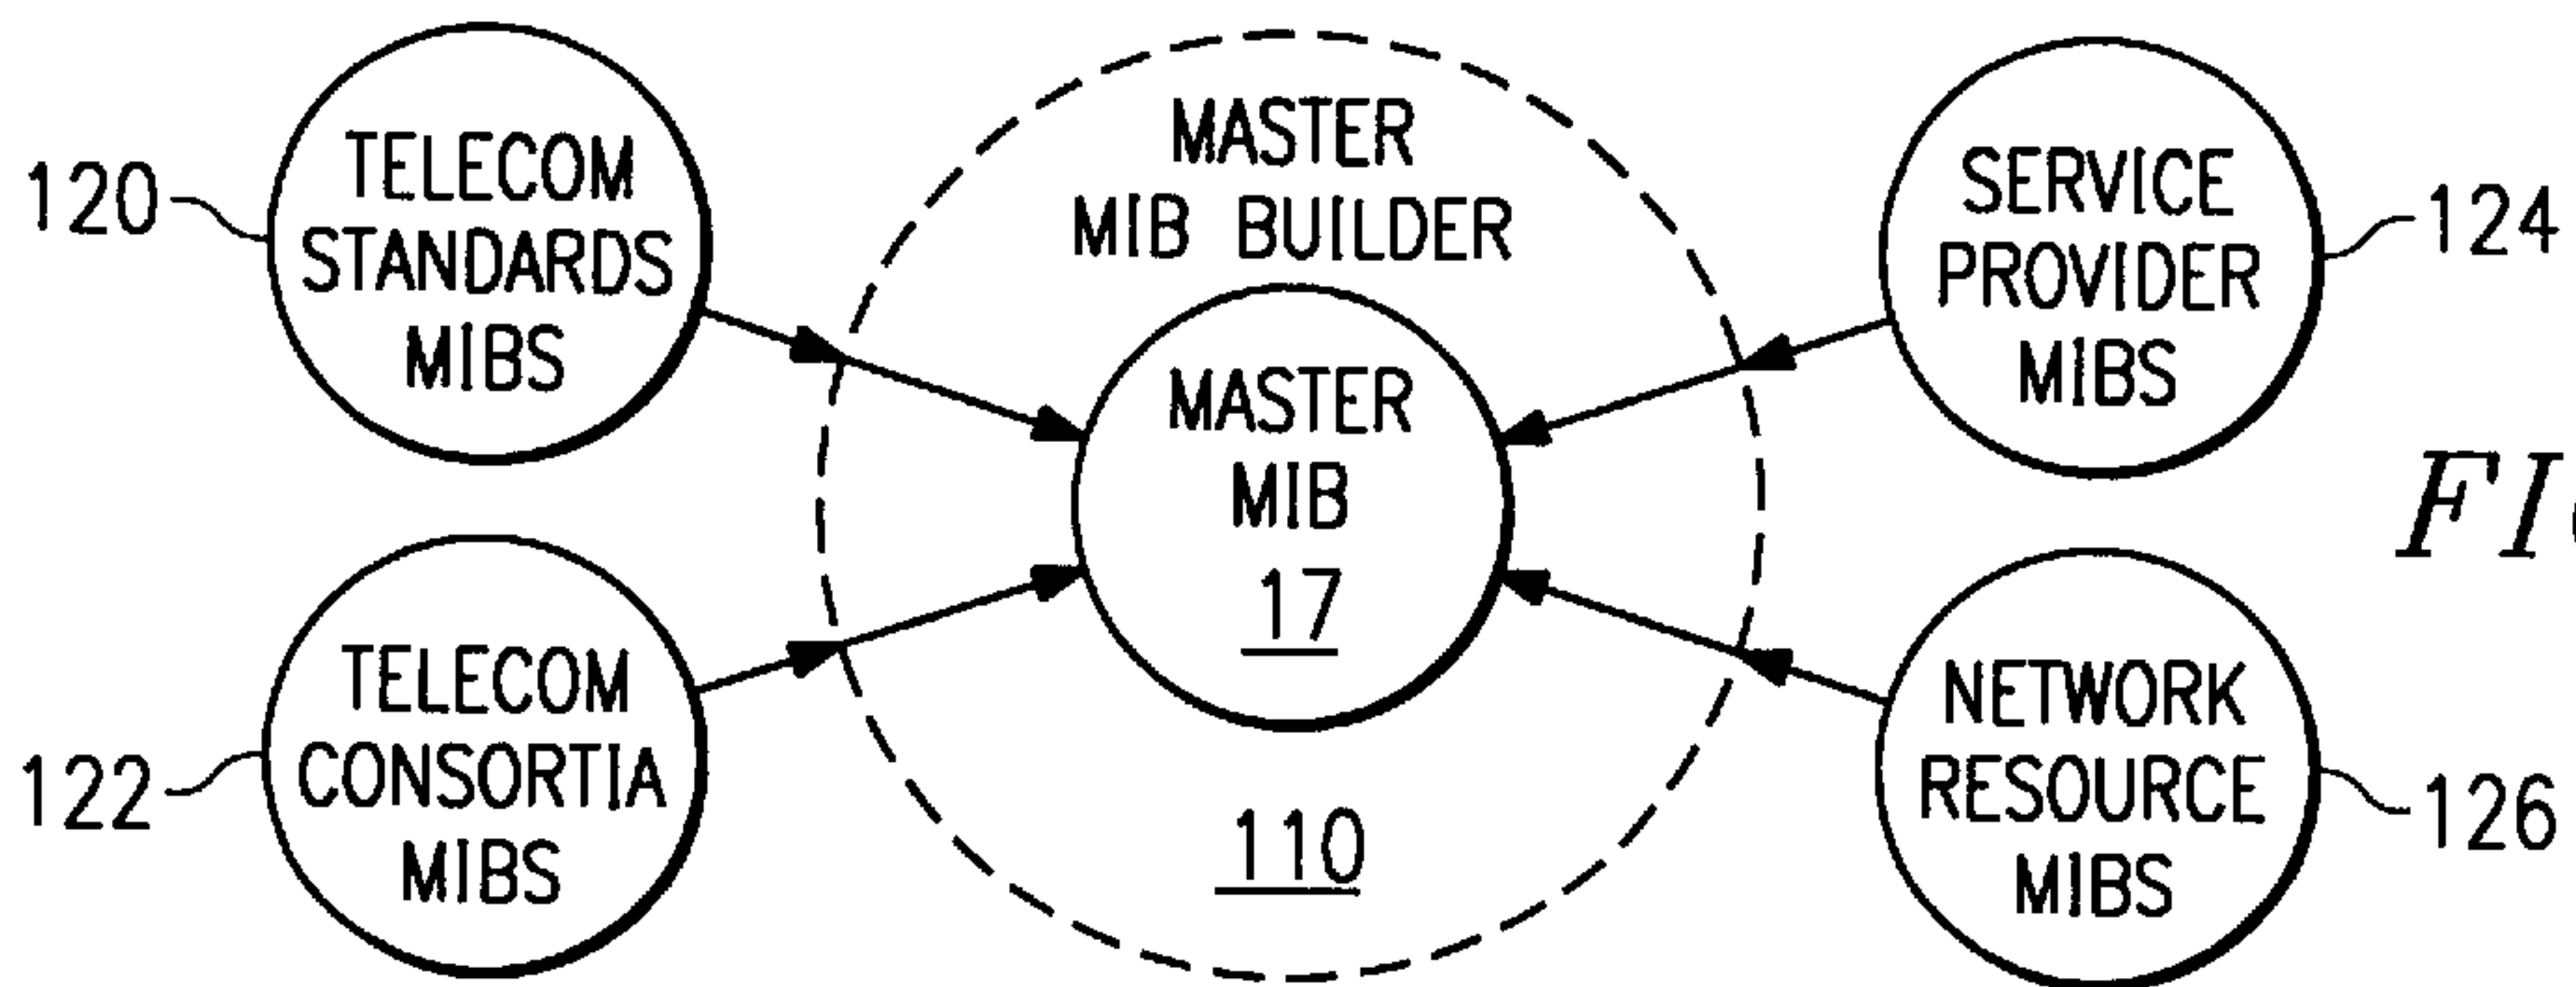 120
TELECOM
STANDARDS
MIBS
122
TELECOM
CONSORTIA
MIBS
MASTER
MIB BUILDER
MASTER
MIB
17
110
SERVICE
PROVIDER
MIBS
124
NETWORK
RESOURCE
MIBS
126